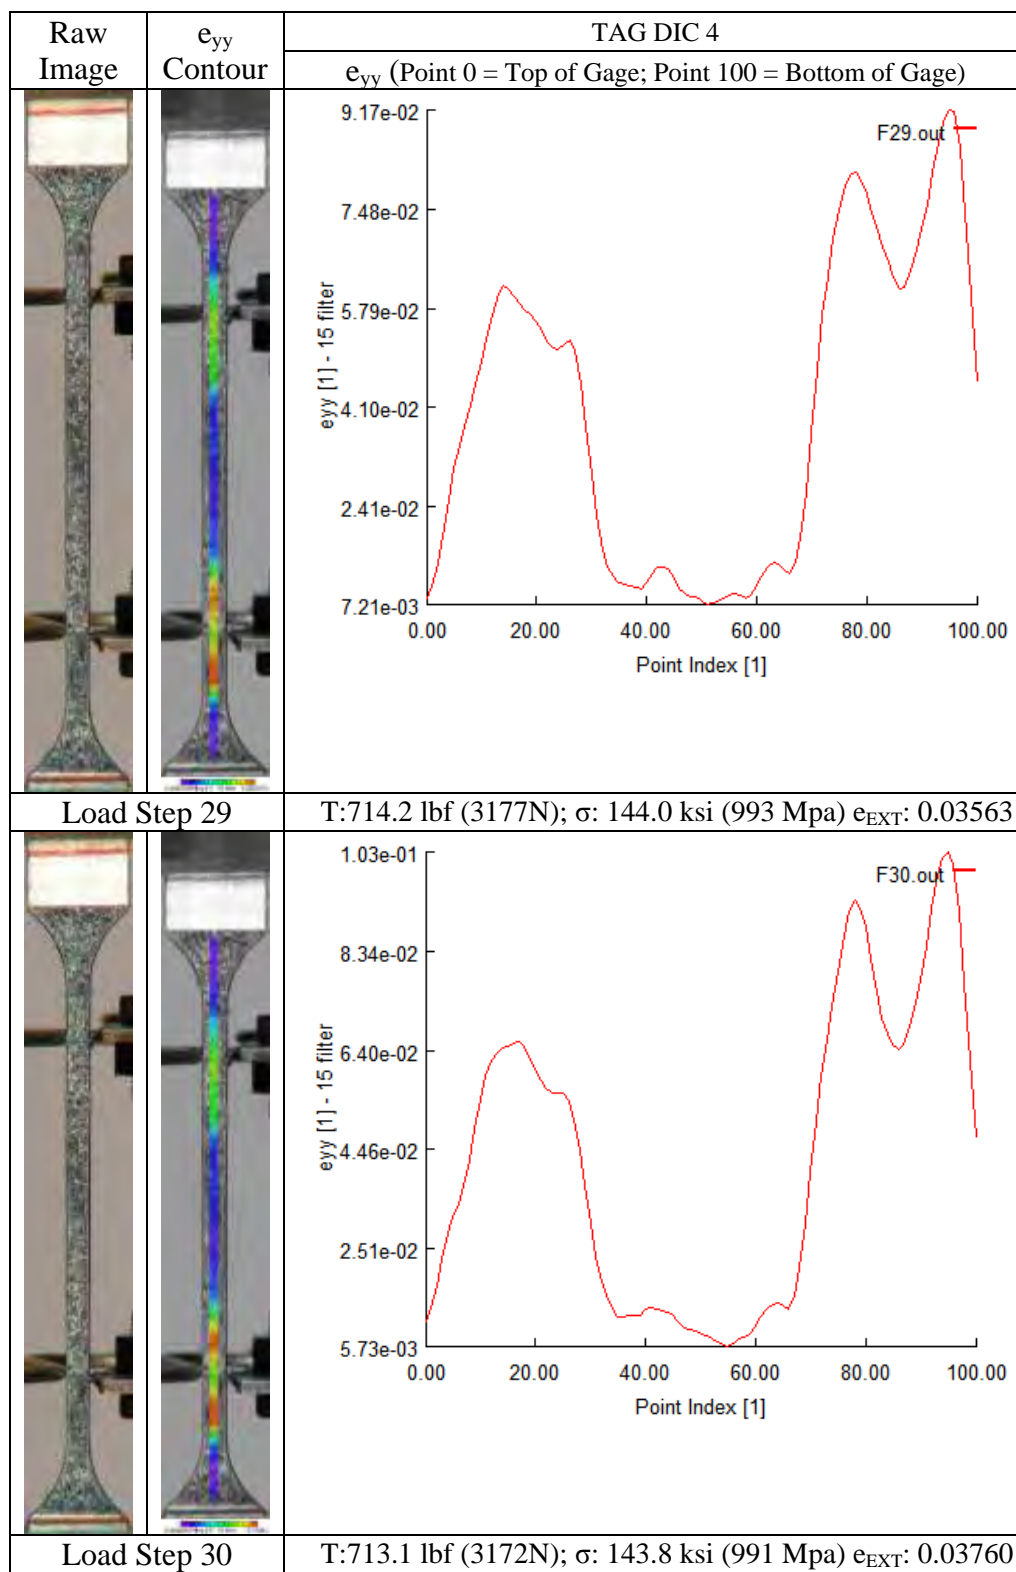 Raw Image
e_yy Contour
TAG DIC 4
e_yy (Point 0 = Top of Gage; Point 100 = Bottom of Gage)
9.17e-02
7.48e-02
5.79e-02
4.10e-02
2.41e-02
7.21e-03
eyy [1] - 15 filter
F29.out
0.00 20.00 40.00 60.00 80.00 100.00
Point Index [1]
Load Step 29
T:714.2 lbf (3177N); σ: 144.0 ksi (993 Mpa) e_EXT: 0.03563
1.03e-01
8.34e-02
6.40e-02
4.46e-02
2.51e-02
5.73e-03
eyy [1] - 15 filter
F30.out
0.00 20.00 40.00 60.00 80.00 100.00
Point Index [1]
Load Step 30
T:713.1 lbf (3172N); σ: 143.8 ksi (991 Mpa) e_EXT: 0.03760